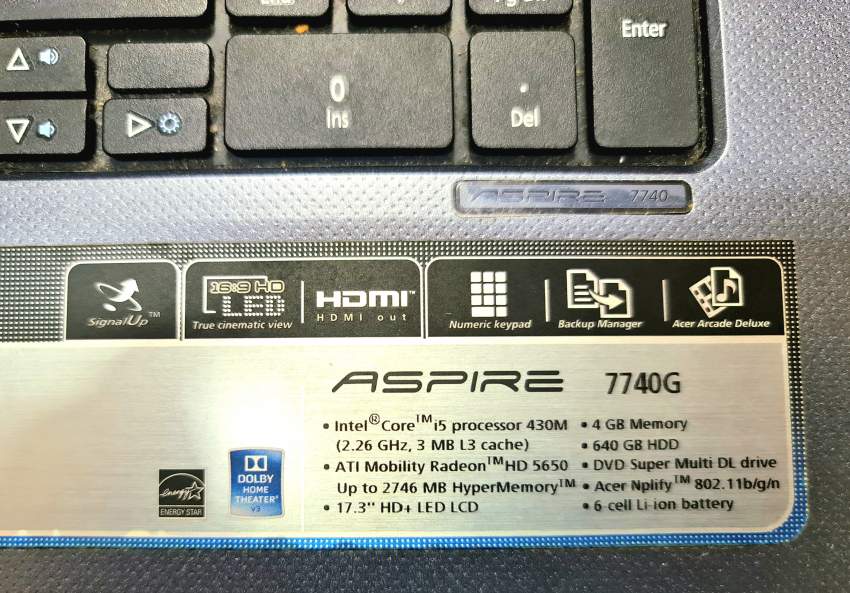 Enter
0
Ins
.
Del
ASPIRE 7740
SignalUp™
16:9 HD
LED
True cinematic view
HDMI™
HDMI out
Numeric keypad
Backup Manager
Acer Arcade Deluxe
ASPIRE 7740G
• Intel® Core™ i5 processor 430M
(2.26 GHz, 3 MB L3 cache)
• ATI Mobility Radeon™ HD 5650
Up to 2746 MB HyperMemory™
• 17.3" HD+ LED LCD
• 4 GB Memory
• 640 GB HDD
• DVD Super Multi DL drive
• Acer Nplify™ 802.11b/g/n
• 6-cell Li-ion battery
energy
ENERGY STAR
DOLBY
HOME
THEATER®
v3